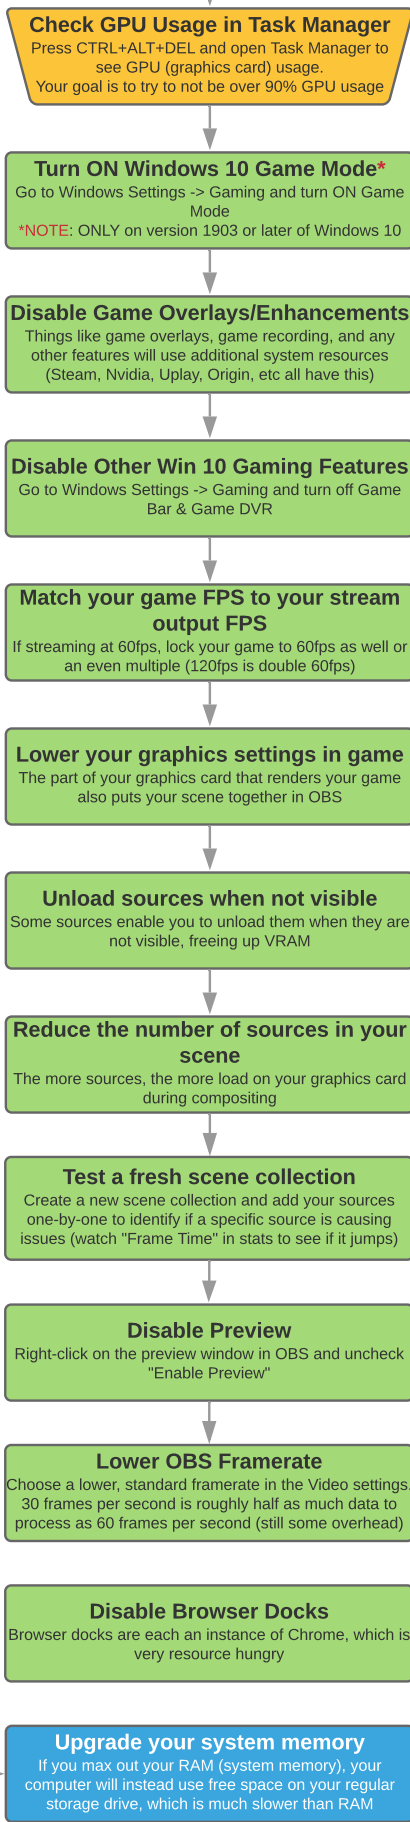 Check GPU Usage in Task Manager
Press CTRL+ALT+DEL and open Task Manager to
see GPU (graphics card) usage.
Your goal is to try to not be over 90% GPU usage
Turn ON Windows 10 Game Mode*
Go to Windows Settings -> Gaming and turn ON Game
Mode
*NOTE: ONLY on version 1903 or later of Windows 10
Disable Game Overlays/Enhancements
Things like game overlays, game recording, and any
other features will use additional system resources
(Steam, Nvidia, Uplay, Origin, etc all have this)
Disable Other Win 10 Gaming Features
Go to Windows Settings -> Gaming and turn off Game
Bar & Game DVR
Match your game FPS to your stream
output FPS
If streaming at 60fps, lock your game to 60fps as well or
an even multiple (120fps is double 60fps)
Lower your graphics settings in game
The part of your graphics card that renders your game
also puts your scene together in OBS
Unload sources when not visible
Some sources enable you to unload them when they are
not visible, freeing up VRAM
Reduce the number of sources in your
scene
The more sources, the more load on your graphics card
during compositing
Test a fresh scene collection
Create a new scene collection and add your sources
one-by-one to identify if a specific source is causing
issues (watch "Frame Time" in stats to see if it jumps)
Disable Preview
Right-click on the preview window in OBS and uncheck
"Enable Preview"
Lower OBS Framerate
Choose a lower, standard framerate in the Video settings.
30 frames per second is roughly half as much data to
process as 60 frames per second (still some overhead)
Disable Browser Docks
Browser docks are each an instance of Chrome, which is
very resource hungry
Upgrade your system memory
If you max out your RAM (system memory), your
computer will instead use free space on your regular
storage drive, which is much slower than RAM